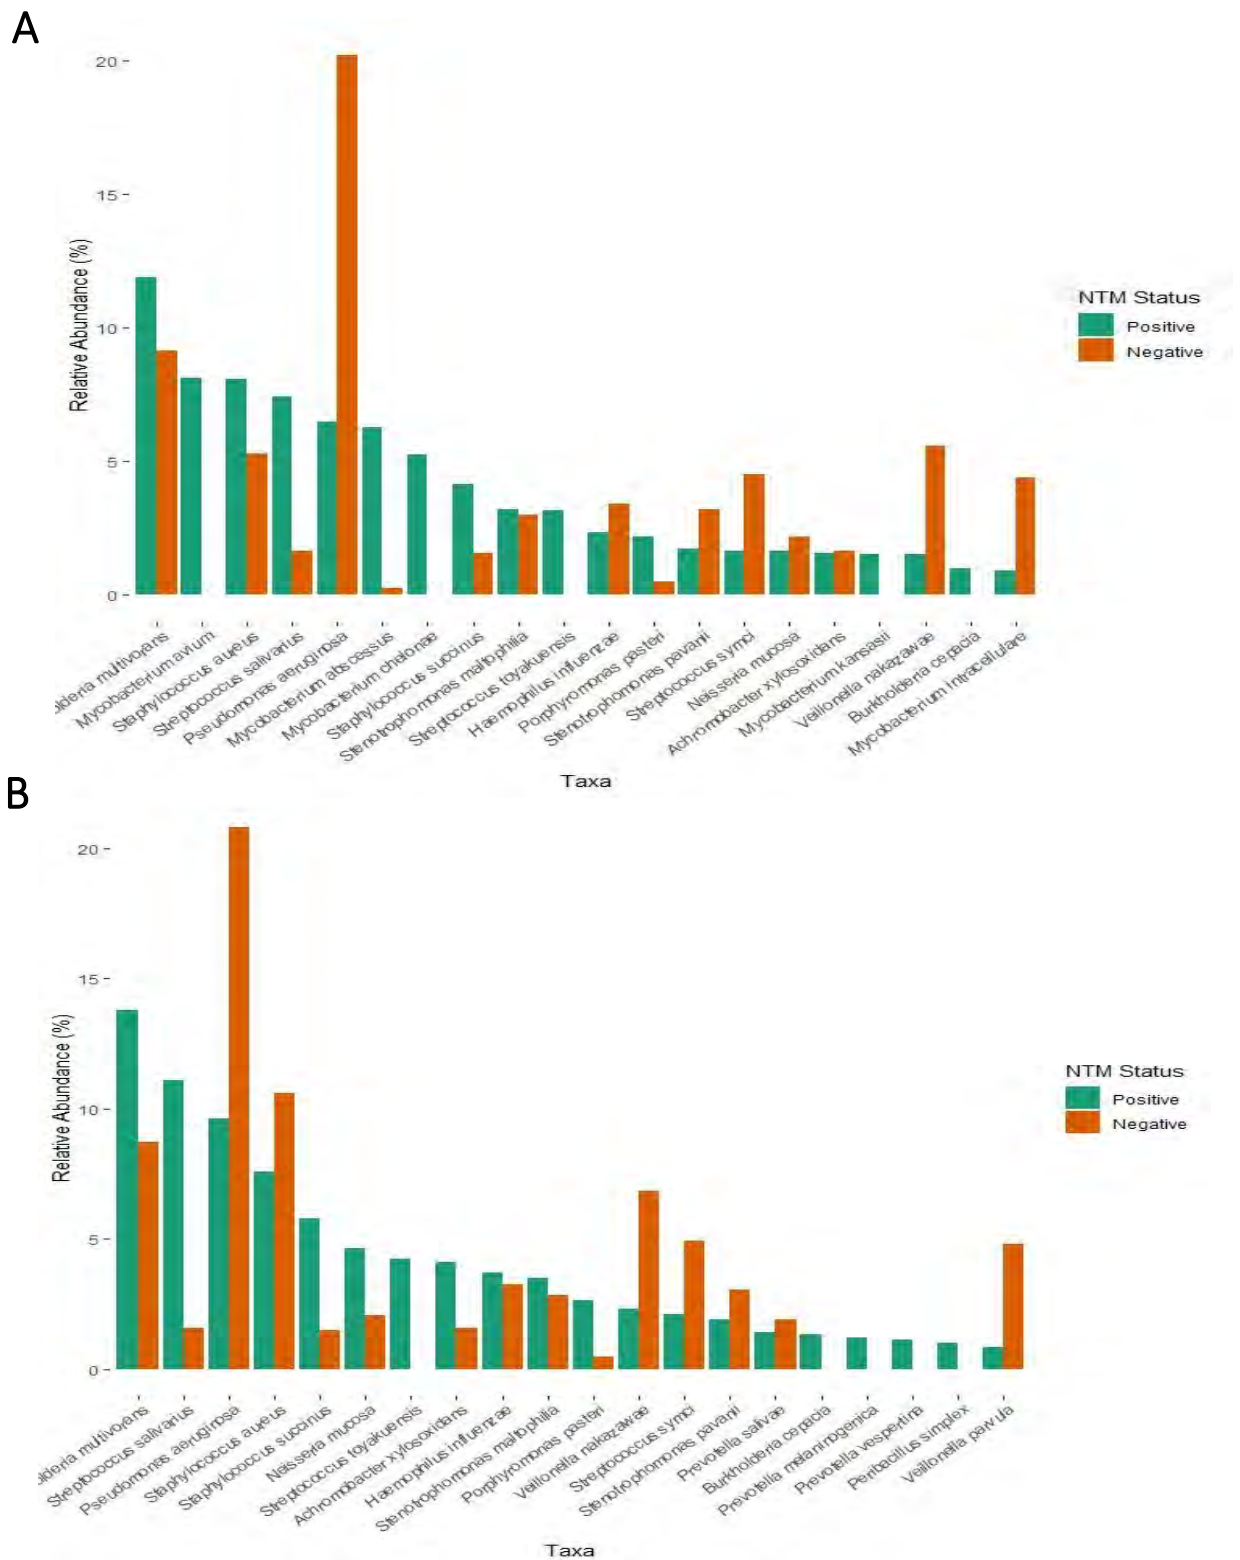 A
20
15
10
5
0
Relative Abundance (%)
NTM Status
Positive
Negative
olderia multivorans
Mycobacterium avium
Staphylococcus aureus
Streptococcus salivarius
Pseudomonas aeruginosa
Mycobacterium abscessus
Mycobacterium chelonae
Staphylococcus succinus
Stenotrophomonas maltophilia
Streptococcus toyakuensis
Haemophilus influenzae
Porphyromonas pasteri
Stenotrophomonas pavanii
Streptococcus symci
Neisseria mucosa
Achromobacter xylosoxidans
Mycobacterium kansasii
Veillonella nakazawae
Burkholderia cepacia
Mycobacterium intracellulare
Taxa
B
20
15
10
5
0
Relative Abundance (%)
NTM Status
Positive
Negative
olderia multivorans
Streptococcus salivarius
Pseudomonas aeruginosa
Staphylococcus aureus
Staphylococcus succinus
Neisseria mucosa
Streptococcus toyakuensis
Achromobacter xylosoxidans
Haemophilus influenzae
Stenotrophomonas maltophilia
Porphyromonas pasteri
Veillonella nakazawae
Streptococcus symci
Stenotrophomonas pavanii
Prevotella salivae
Burkholderia cepacia
Prevotella melaninogenica
Prevotella vespertina
Peribacillus simplex
Veillonella parvula
Taxa